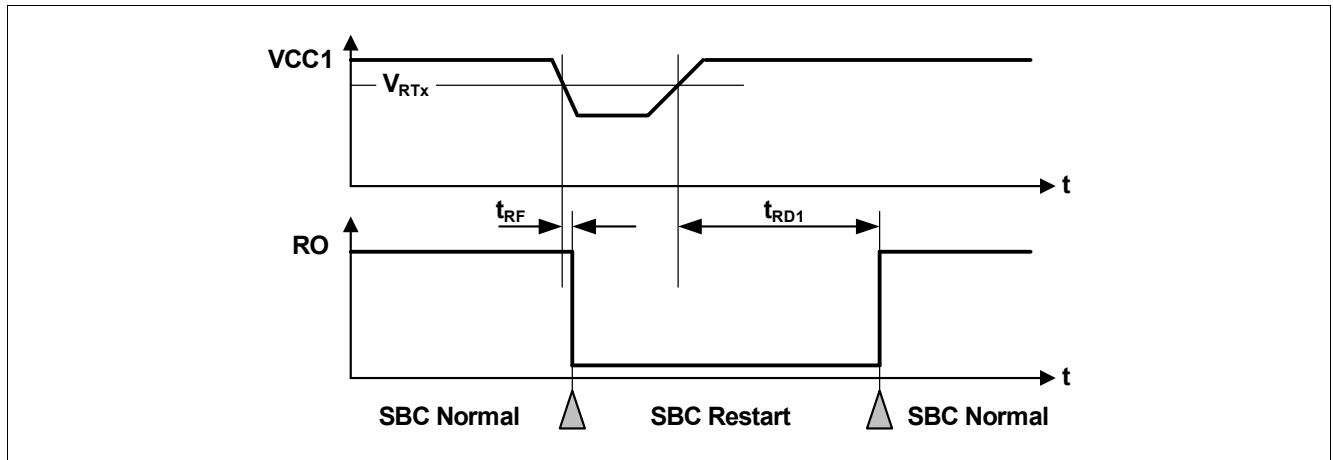 VCC1
VRTx
t
tRF
tRD1
RO
t
SBC Normal SBC Restart SBC Normal